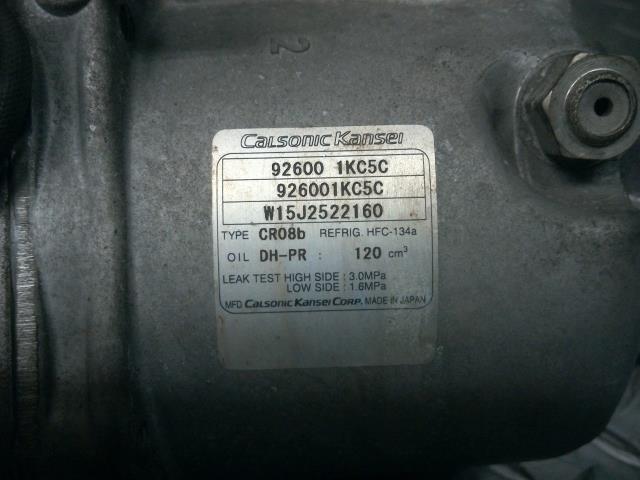 2
CALSONIC KANSEI
92600 1KC5C
926001KC5C
W15J2522160
TYPE CR08b REFRIG. HFC-134a
OIL DH-PR : 120 cm³
LEAK TEST HIGH SIDE : 3.0MPa
LOW SIDE : 1.6MPa
MFD CALSONIC KANSEI CORP. MADE IN JAPAN